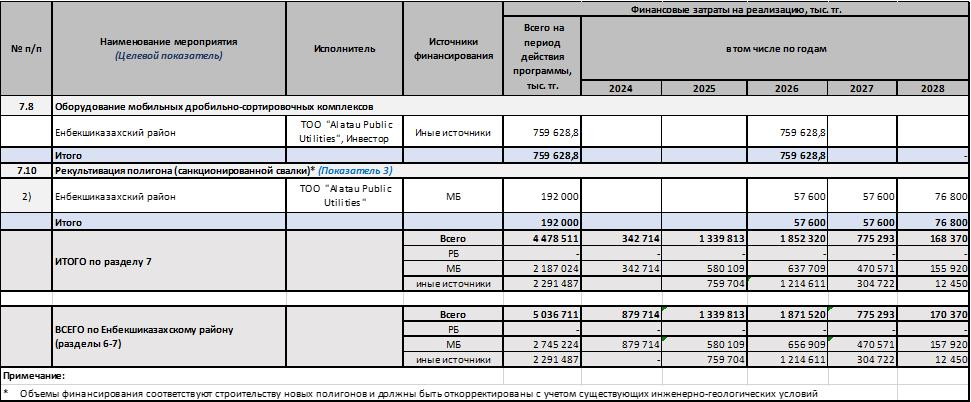 № п/п Наименование мероприятия (Целевой показатель) Исполнитель Источники финансирования Финансовые затраты на реализацию, тыс. тг.
Всего на период действия программы, тыс. тг. в том числе по годам
2024 2025 2026 2027 2028
7.8 Оборудование мобильных дробильно-сортировочных комплексов
Енбекшиказахский район ТОО "Alatau Public Utilities", Инвестор Иные источники 759 628,8 759 628,8
Итого 759 628,8 759 628,8 -
7.10 Рекультивация полигона (санкционированной свалки)* (Показатель 3)
2) Енбекшиказахский район ТОО "Alatau Public Utilities" МБ 192 000 57 600 57 600 76 800
Итого 192 000 57 600 57 600 76 800
ИТОГО по разделу 7 Всего 4 478 511 342 714 1 339 813 1 852 320 775 293 168 370
РБ - - - - - -
МБ 2 187 024 342 714 580 109 637 709 470 571 155 920
иные источники 2 291 487 759 704 1 214 611 304 722 12 450
ВСЕГО по Енбекшиказахскому району (разделы 6-7) Всего 5 036 711 879 714 1 339 813 1 871 520 775 293 170 370
РБ - - - - - -
МБ 2 745 224 879 714 580 109 656 909 470 571 157 920
иные источники 2 291 487 - 759 704 1 214 611 304 722 12 450
Примечание:
* Объемы финансирования соответствуют строительству новых полигонов и должны быть откорректированы с учетом существующих инженерно-геологических условий